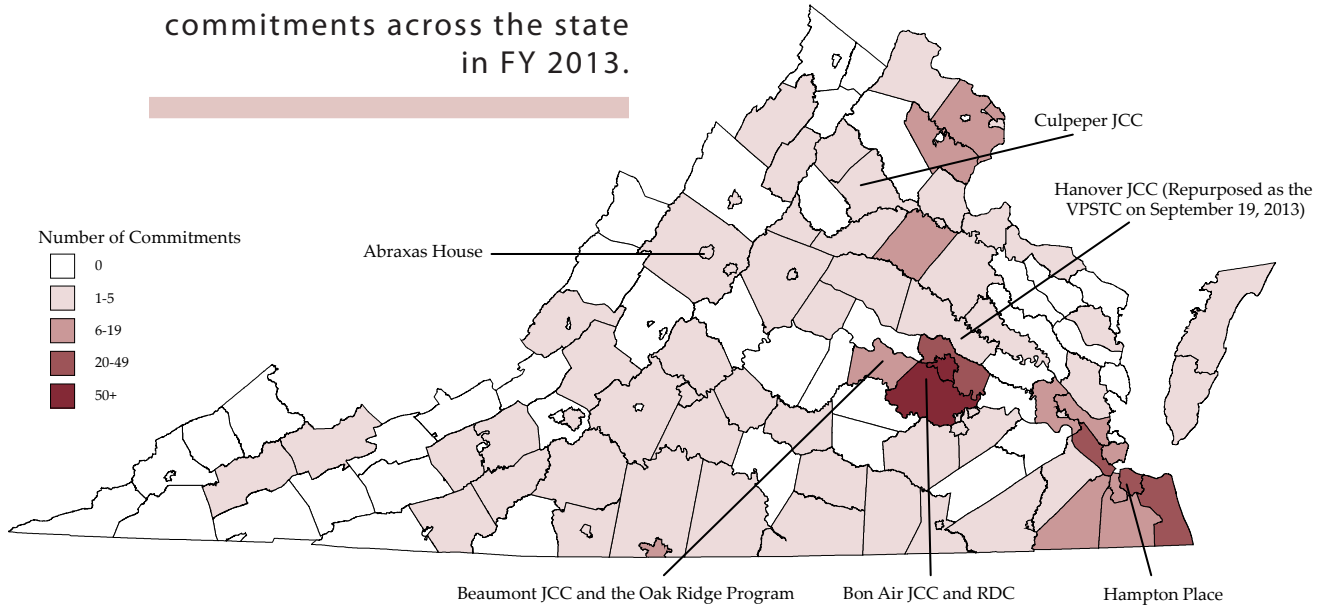 commitments across the state
in FY 2013.
Culpeper JCC
Hanover JCC (Repurposed as the
VPSTC on September 19, 2013)
Abraxas House
Number of Commitments
0
1-5
6-19
20-49
50+
Beaumont JCC and the Oak Ridge Program
Bon Air JCC and RDC
Hampton Place